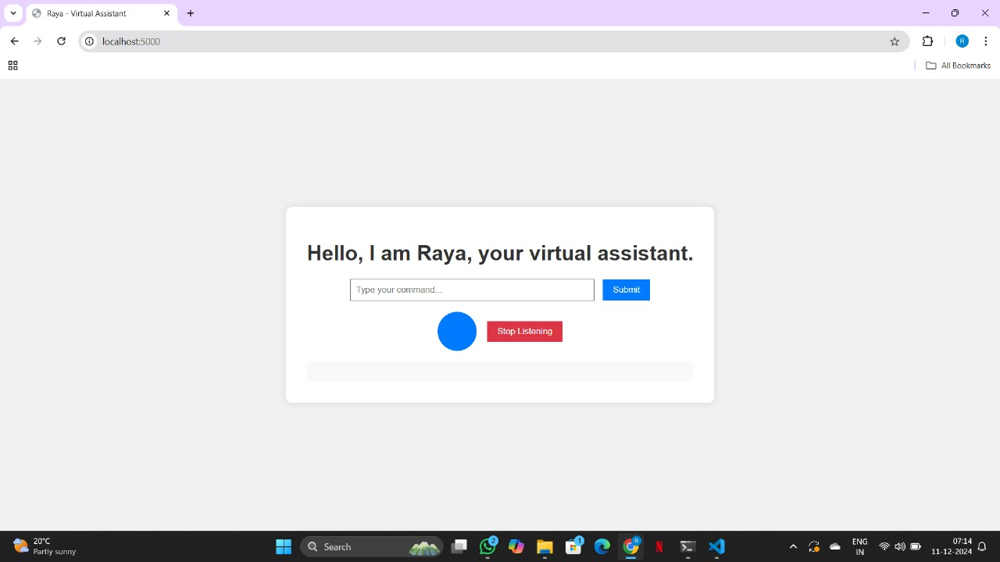 Raya - Virtual Assistant
localhost:5000
All Bookmarks
Hello, I am Raya, your virtual assistant.
Type your command...
Submit
Stop Listening
20°C
Partly sunny
Search
2
1
R
N
ENG
IN
07:14
11-12-2024